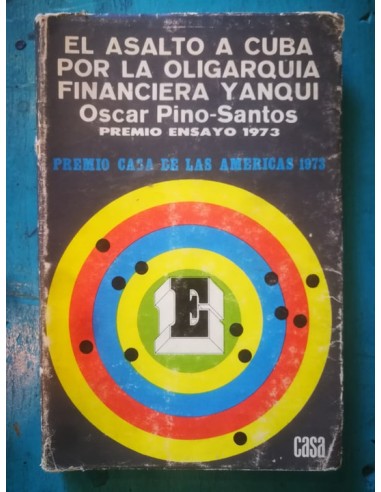 EL ASALTO A CUBA
POR LA OLIGARQUIA
FINANCIERA YANQUI
Oscar Pino-Santos
PREMIO ENSAYO 1973
PREMIO CASA DE LAS AMERICAS 1973
E
casa